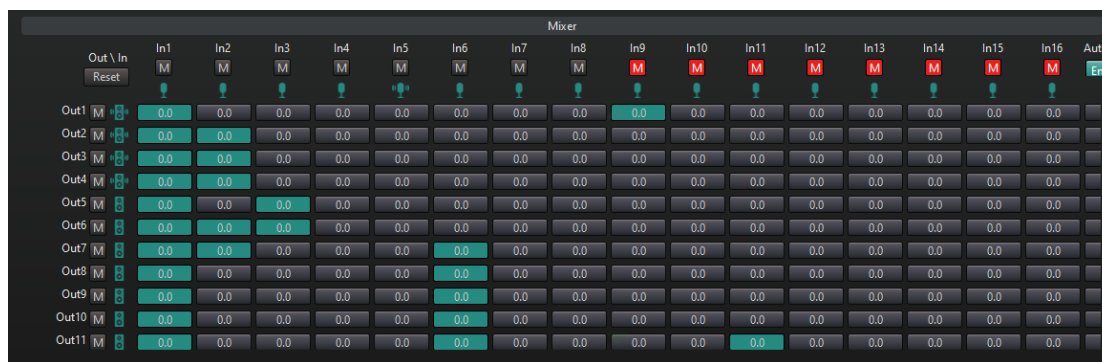 Mixer
Out \ In In1 In2 In3 In4 In5 In6 In7 In8 In9 In10 In11 In12 In13 In14 In15 In16 Aut
Reset M M M M M M M M M M M M M M M M En
Out1 M 0.0 0.0 0.0 0.0 0.0 0.0 0.0 0.0 0.0 0.0 0.0 0.0 0.0 0.0 0.0 0.0
Out2 M 0.0 0.0 0.0 0.0 0.0 0.0 0.0 0.0 0.0 0.0 0.0 0.0 0.0 0.0 0.0 0.0
Out3 M 0.0 0.0 0.0 0.0 0.0 0.0 0.0 0.0 0.0 0.0 0.0 0.0 0.0 0.0 0.0 0.0
Out4 M 0.0 0.0 0.0 0.0 0.0 0.0 0.0 0.0 0.0 0.0 0.0 0.0 0.0 0.0 0.0 0.0
Out5 M 0.0 0.0 0.0 0.0 0.0 0.0 0.0 0.0 0.0 0.0 0.0 0.0 0.0 0.0 0.0 0.0
Out6 M 0.0 0.0 0.0 0.0 0.0 0.0 0.0 0.0 0.0 0.0 0.0 0.0 0.0 0.0 0.0 0.0
Out7 M 0.0 0.0 0.0 0.0 0.0 0.0 0.0 0.0 0.0 0.0 0.0 0.0 0.0 0.0 0.0 0.0
Out8 M 0.0 0.0 0.0 0.0 0.0 0.0 0.0 0.0 0.0 0.0 0.0 0.0 0.0 0.0 0.0 0.0
Out9 M 0.0 0.0 0.0 0.0 0.0 0.0 0.0 0.0 0.0 0.0 0.0 0.0 0.0 0.0 0.0 0.0
Out10 M 0.0 0.0 0.0 0.0 0.0 0.0 0.0 0.0 0.0 0.0 0.0 0.0 0.0 0.0 0.0 0.0
Out11 M 0.0 0.0 0.0 0.0 0.0 0.0 0.0 0.0 0.0 0.0 0.0 0.0 0.0 0.0 0.0 0.0